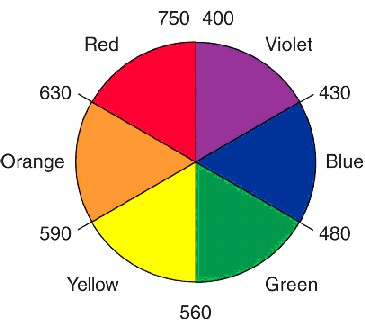 750 400
Red Violet
630 430
Orange Blue
590 480
Yellow Green
560